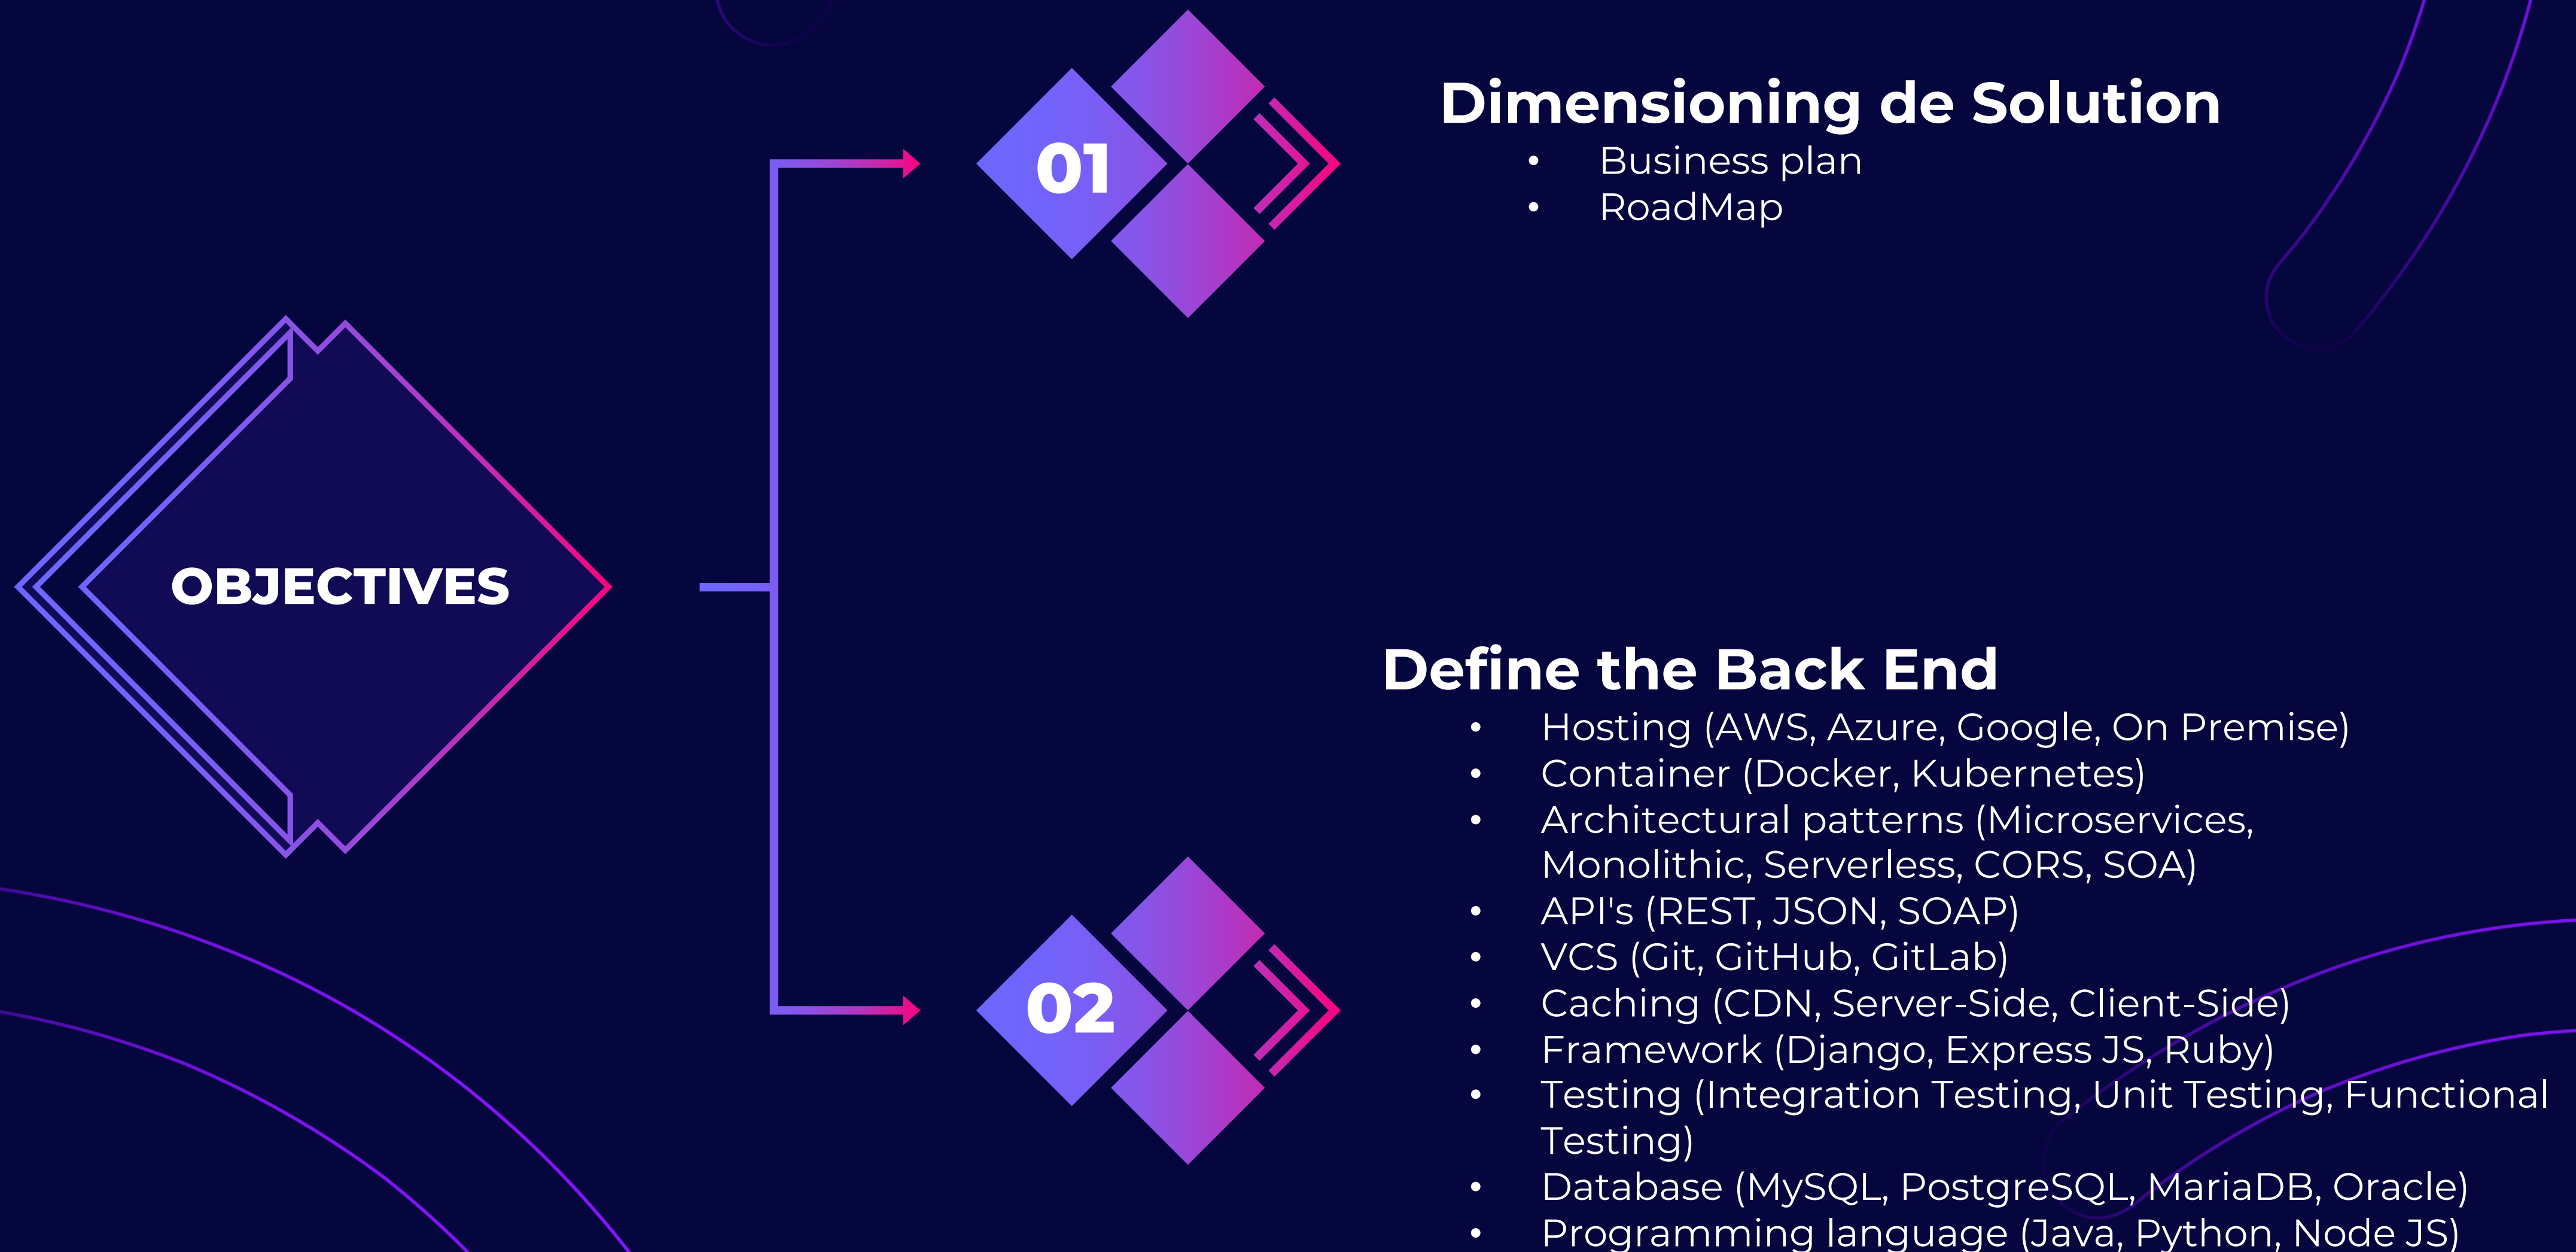 OBJECTIVES
01
Dimensioning de Solution
• Business plan
• RoadMap
02
Define the Back End
• Hosting (AWS, Azure, Google, On Premise)
• Container (Docker, Kubernetes)
• Architectural patterns (Microservices,
Monolithic, Serverless, CORS, SOA)
• API's (REST, JSON, SOAP)
• VCS (Git, GitHub, GitLab)
• Caching (CDN, Server-Side, Client-Side)
• Framework (Django, Express JS, Ruby)
• Testing (Integration Testing, Unit Testing, Functional
Testing)
• Database (MySQL, PostgreSQL, MariaDB, Oracle)
• Programming language (Java, Python, Node JS)